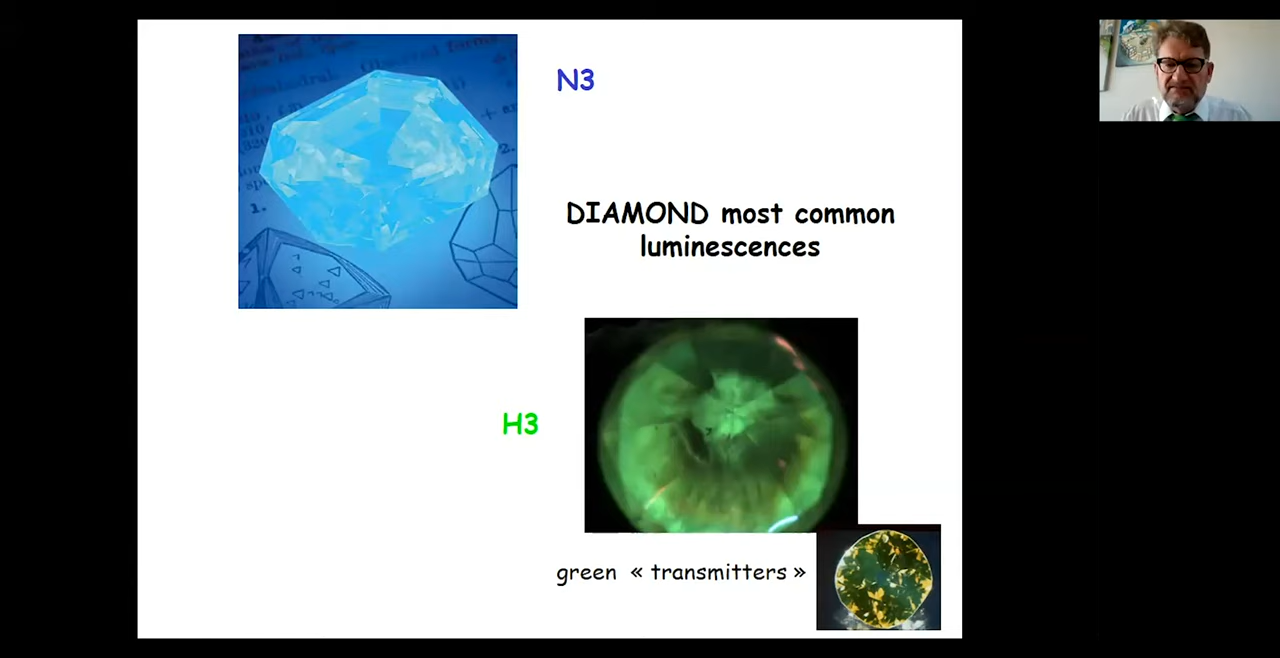 N3
DIAMOND most common
luminescences
H3
green « transmitters »